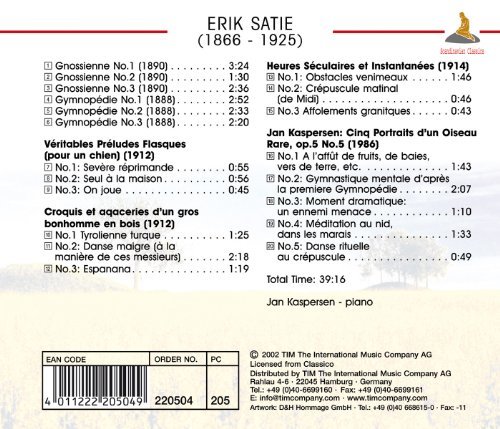 ERIK SATIE
(1866 - 1925)
1 Gnossienne No.1 (1890) ......... 3:24
2 Gnossienne No.2 (1890) ......... 1:30
3 Gnossienne No.3 (1890) ......... 2:36
4 Gymnopédie No.1 (1888) ........ 2:52
5 Gymnopédie No.2 (1888) ........ 2:33
6 Gymnopédie No.3 (1888) ........ 2:20
Véritables Préludes Flasques
(pour un chien) (1912)
7 No.1: Sevère réprimande ........ 0:55
8 No.2: Seul à la maison .......... 0:56
9 No.3: On joue ................ 0:45
Croquis et aqaceries d'un gros
bonhomme en bois (1912)
10 No.1 Tyrolienne turque .......... 1:25
11 No.2: Danse maigre (à la
manière de ces messieurs) ....... 2:18
12 No.3: Espanana ............... 1:19
Heures Séculaires et Instantanées (1914)
13 No.1: Obstacles venimeaux ....... 1:46
14 No.2: Crépuscule matinal
(de Midi) ................... 0:46
15 No.3 Affolements granitiques ...... 0:43
Jan Kaspersen: Cinq Portraits d'un Oiseau
Rare, op.5 No.5 (1986)
16 No.1 A l'affût de fruits, de baies,
vers de terre, etc. ............. 1:43
17 No.2: Gymnastique mentale d'après
la premiere Gymnopédie ......... 2:07
18 No.3: Moment dramatique:
un ennemi menace ............. 1:10
19 No.4: Méditation au nid,
dans les marais ............... 1:33
20 No.5: Danse rituelle
au crépuscule ................ 0:49
Total Time: 39:16
Jan Kaspersen - piano
EAN CODE
ORDER NO.
PC
4 011222 205049
220504
205
© 2002 TIM The International Music Company AG
Licensed from Classico
Distributed by TIM The International Music Company AG
Rahlau 4-6 · 22045 Hamburg · Germany
Tel.: +49 (0)40-6699160 · Fax: +49 (0)40-66991​61
www.timcompany.com · info@timcompany.com
Artwork: D&H Hommage GmbH · Tel.: +49 (0)40 668615-0 · Fax: -11